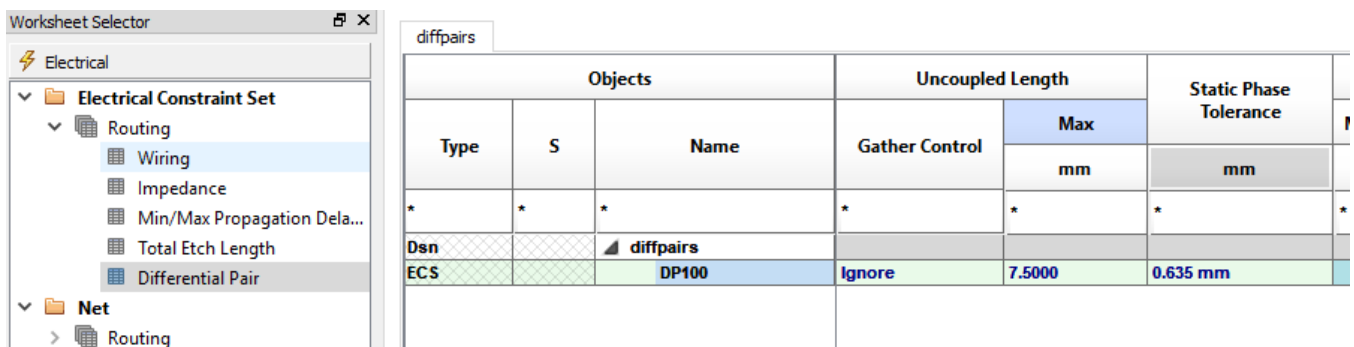 Worksheet Selector
Electrical
Electrical Constraint Set
Routing
Wiring
Impedance
Min/Max Propagation Dela...
Total Etch Length
Differential Pair
Net
Routing
diffpairs
Objects Uncoupled Length Static Phase Tolerance
Type S Name Gather Control Max
mm mm
* * * * * * *
Dsn diffpairs
ECS DP100 Ignore 7.5000 0.635 mm